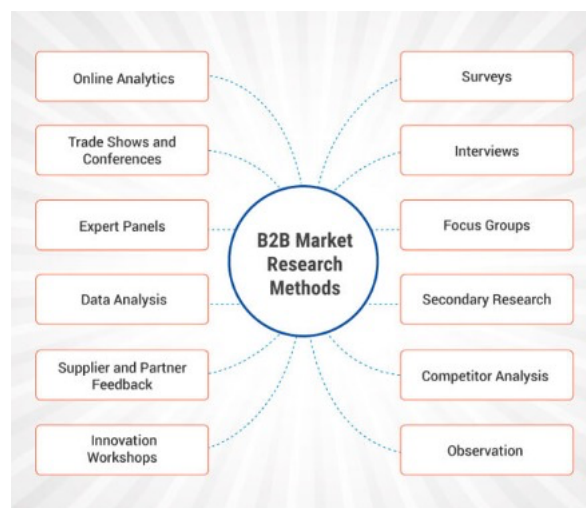 Online Analytics
Trade Shows and
Conferences
Expert Panels
Data Analysis
Supplier and Partner
Feedback
Innovation
Workshops
B2B Market
Research
Methods
Surveys
Interviews
Focus Groups
Secondary Research
Competitor Analysis
Observation